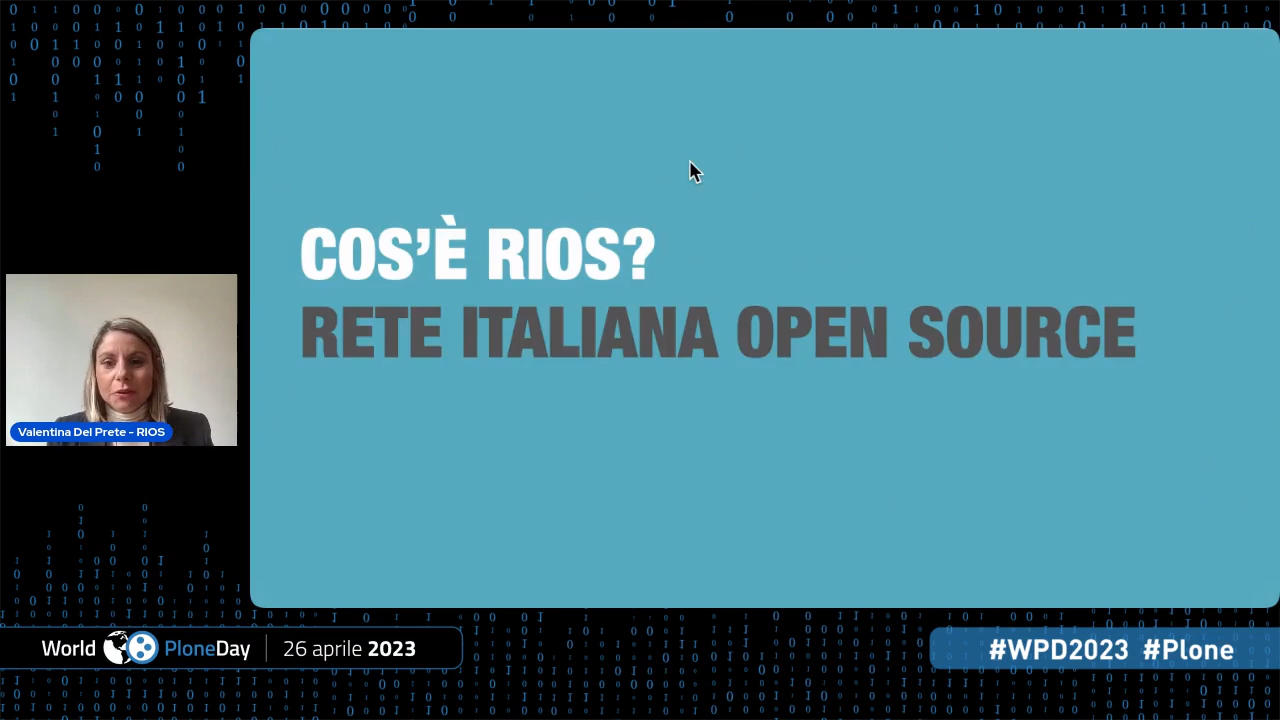 COS'È RIOS?
RETE ITALIANA OPEN SOURCE
Valentina Del Prete - RIOS
World PloneDay
26 aprile 2023
#WPD2023 #Plone